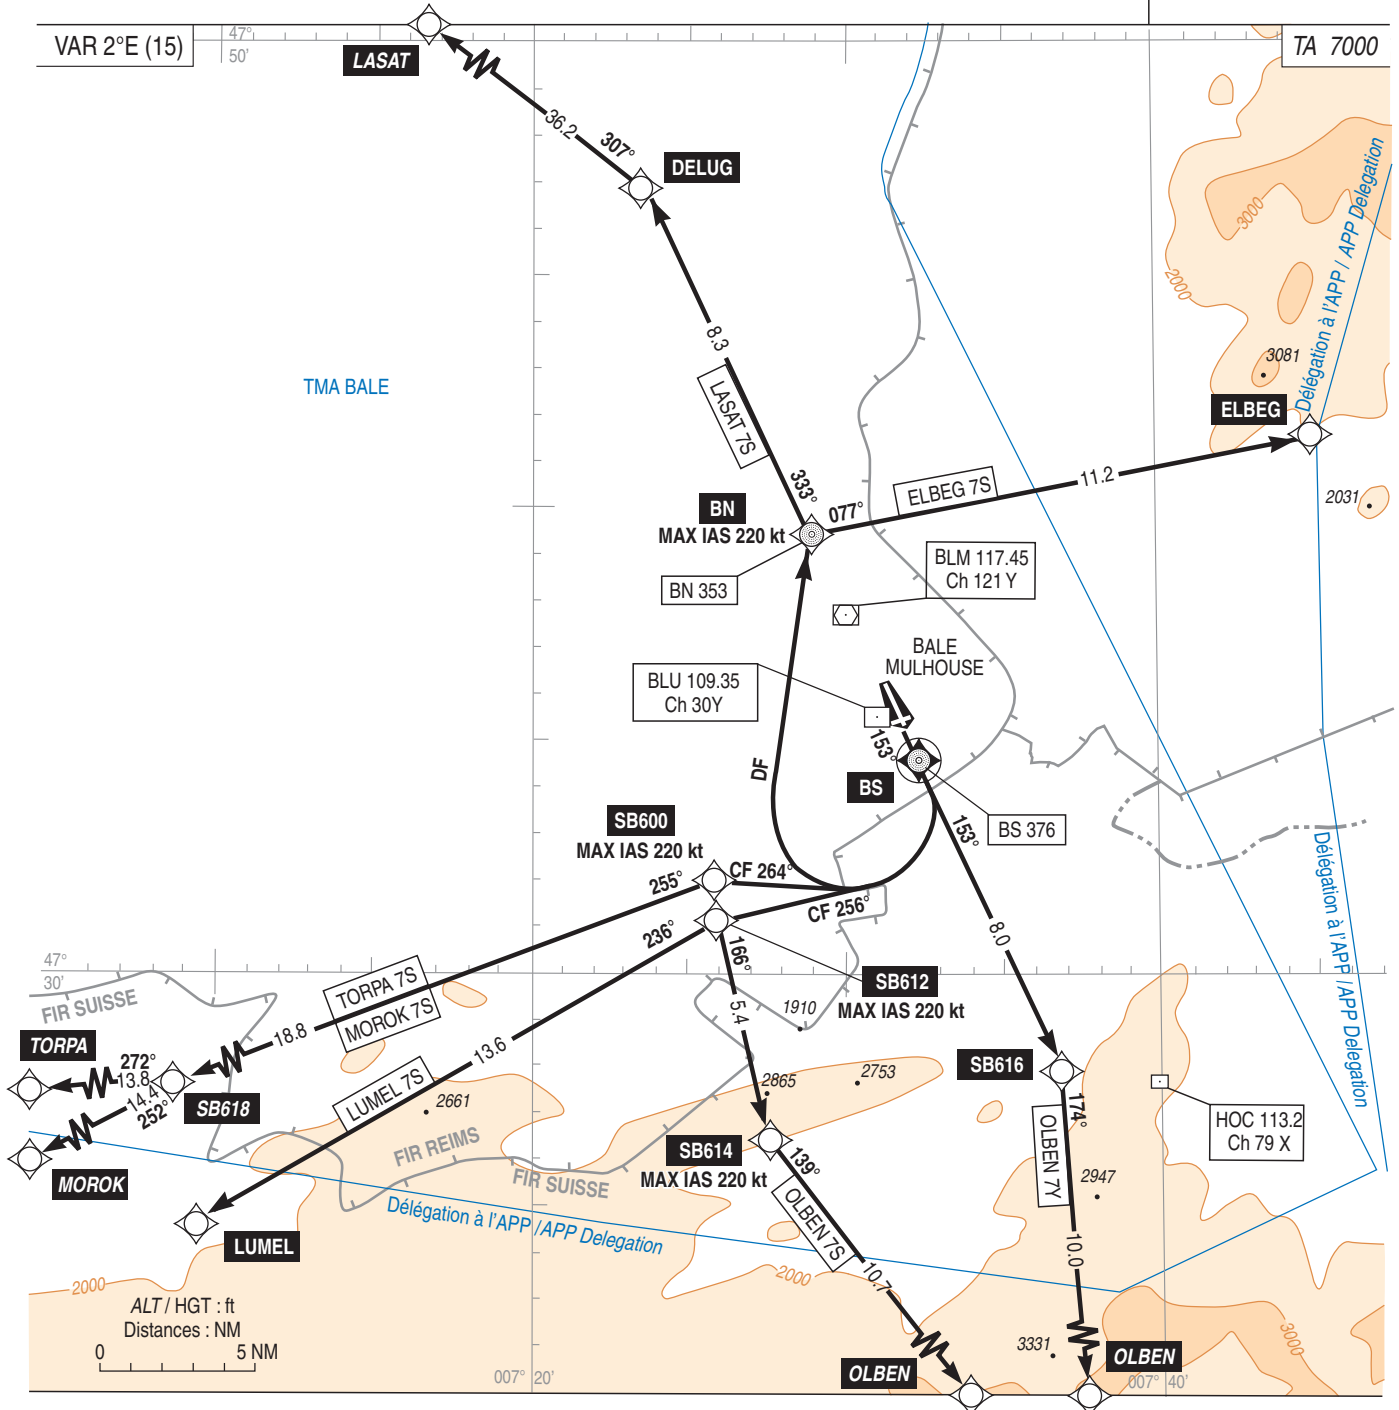 VAR 2°E (15)
47°
50'
TA 7000
LASAT
36.2
307°
DELUG
8.3
LASAT 7S
333°
TMA BALE
3000
2000
3081
Délégation à l'APP / APP Delegation
ELBEG
11.2
ELBEG 7S
077°
2031
BN
MAX IAS 220 kt
BN 353
BLM 117.45
Ch 121 Y
BALE
MULHOUSE
BLU 109.35
Ch 30Y
153°
BS
BS 376
153°
DF
SB600
MAX IAS 220 kt
255°
CF 264°
CF 256°
236°
166°
8.0
Délégation à l'APP /APP Delegation
47°
30'
FIR SUISSE
TORPA 7S
MOROK 7S
18.8
SB612
MAX IAS 220 kt
1910
5.4
13.6
TORPA
272°
13.8
14.4
252°
SB618
MOROK
LUMEL 7S
2661
2865
2753
SB616
174°
HOC 113.2
Ch 79 X
FIR REIMS
FIR SUISSE
SB614
MAX IAS 220 kt
139°
OLBEN 7S
OLBEN 7Y
2947
LUMEL
Délégation à l'APP /APP Delegation
2000
2000
10.7
10.0
ALT / HGT : ft
Distances : NM
0 5 NM
3331
3000
OLBEN
OLBEN
007° 20'
007° 40'